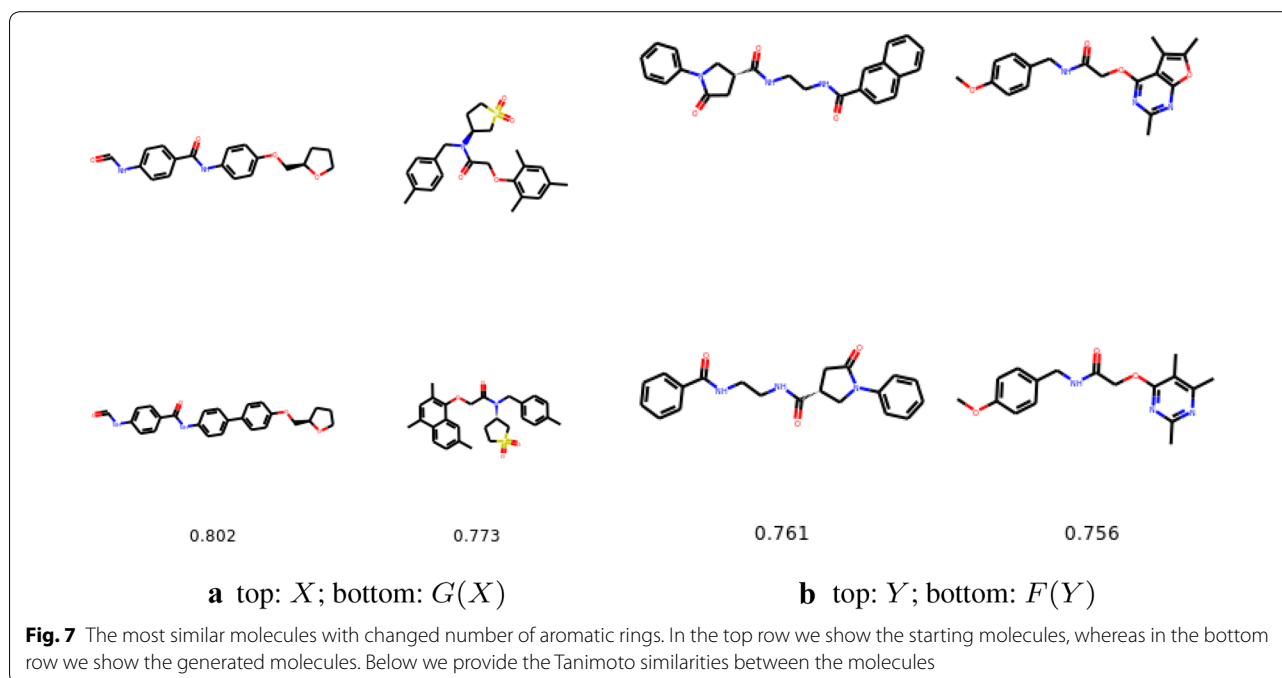 0.802 0.773 0.761 0.756
a top: X; bottom: G(X) b top: Y; bottom: F(Y)
Fig. 7 The most similar molecules with changed number of aromatic rings. In the top row we show the starting molecules, whereas in the bottom
row we show the generated molecules. Below we provide the Tanimoto similarities between the molecules